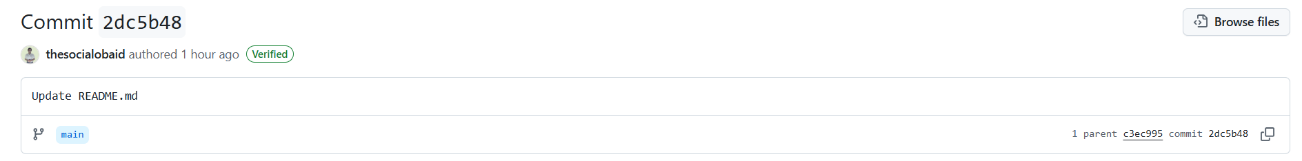 Commit 2dc5b48
Browse files
thesocialobaid authored 1 hour ago Verified
Update README.md
main
1 parent c3ec995 commit 2dc5b48